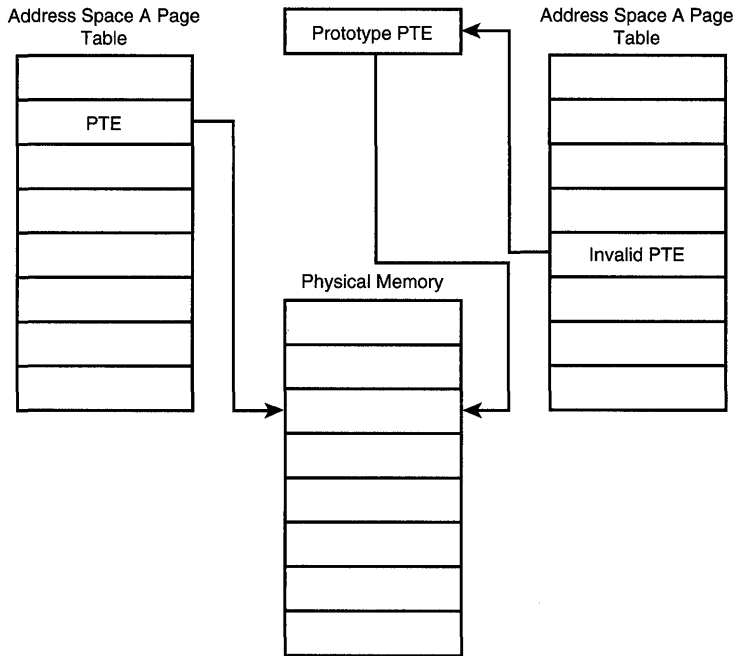 Address Space A Page
Table
PTE
Prototype PTE
Address Space A Page
Table
Invalid PTE
Physical Memory